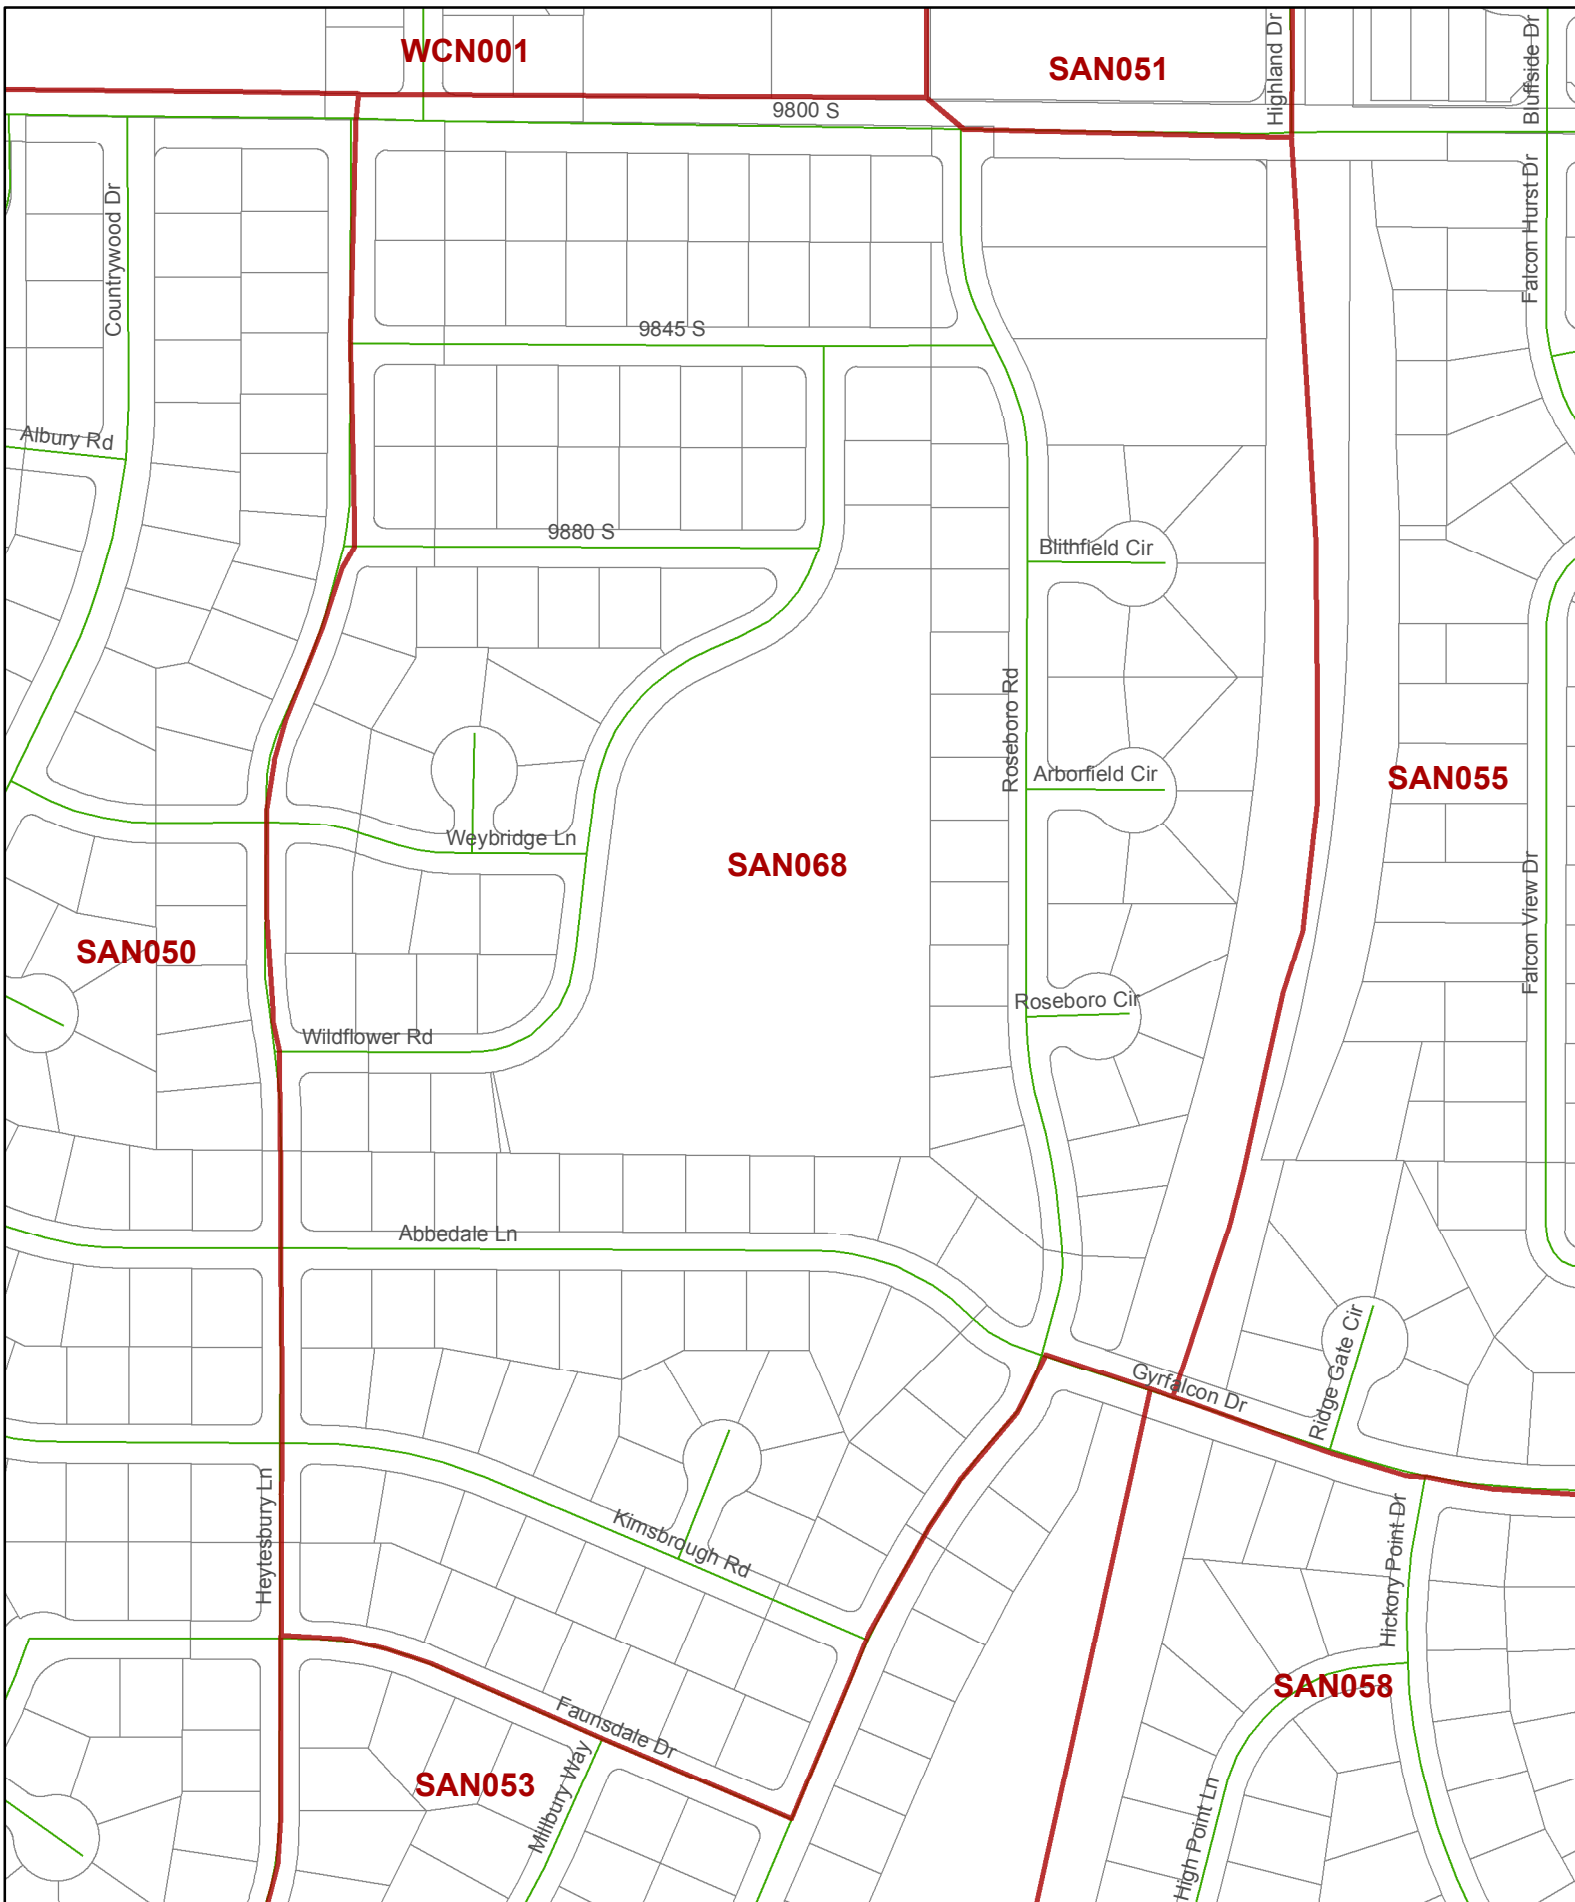 WCN001
SAN051
Highland Dr
Bluffside Dr
9800 S
Countrywood Dr
Falcon Hurst Dr
9845 S
Albury Rd
9880 S
Blithfield Cir
Roseboro Rd
Arborfield Cir
SAN055
Weybridge Ln
SAN068
Falcon View Dr
SAN050
Roseboro Cir
Wildflower Rd
Abbedale Ln
Gyrfalcon Dr
Ridge Gate Cir
Heytesbury Ln
Kimsbrough Rd
Hickory Point Dr
SAN058
Faunsdale Dr
SAN053
Millbury Way
High Point Ln